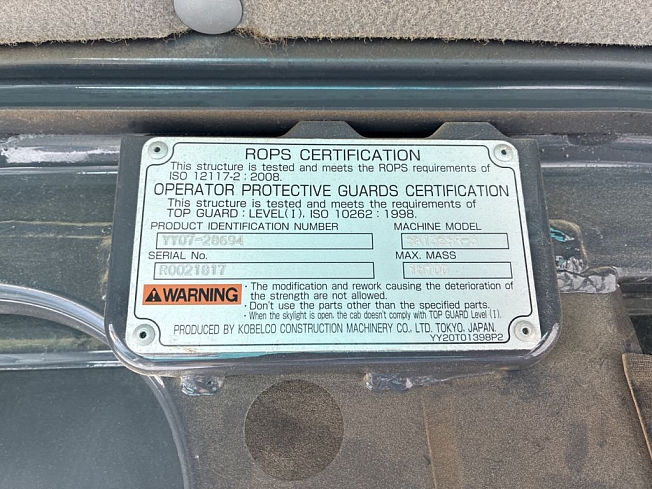 ROPS CERTIFICATION
This structure is tested and meets the ROPS requirements of
ISO 12117-2 : 2008.
OPERATOR PROTECTIVE GUARDS CERTIFICATION
This structure is tested and meets the requirements of
TOP GUARD : LEVEL(I), ISO 10262 : 1998.
PRODUCT IDENTIFICATION NUMBER MACHINE MODEL
YY07-28694
SERIAL No. MAX. MASS
R0021817
WARNING
· The modification and rework causing the deterioration of
the strength are not allowed.
· Don't use the parts other than the specified parts.
· When the skylight is open, the cab doesn't comply with TOP GUARD Level (I).
PRODUCED BY KOBELCO CONSTRUCTION MACHINERY CO., LTD. TOKYO, JAPAN.
YY20T01398P2